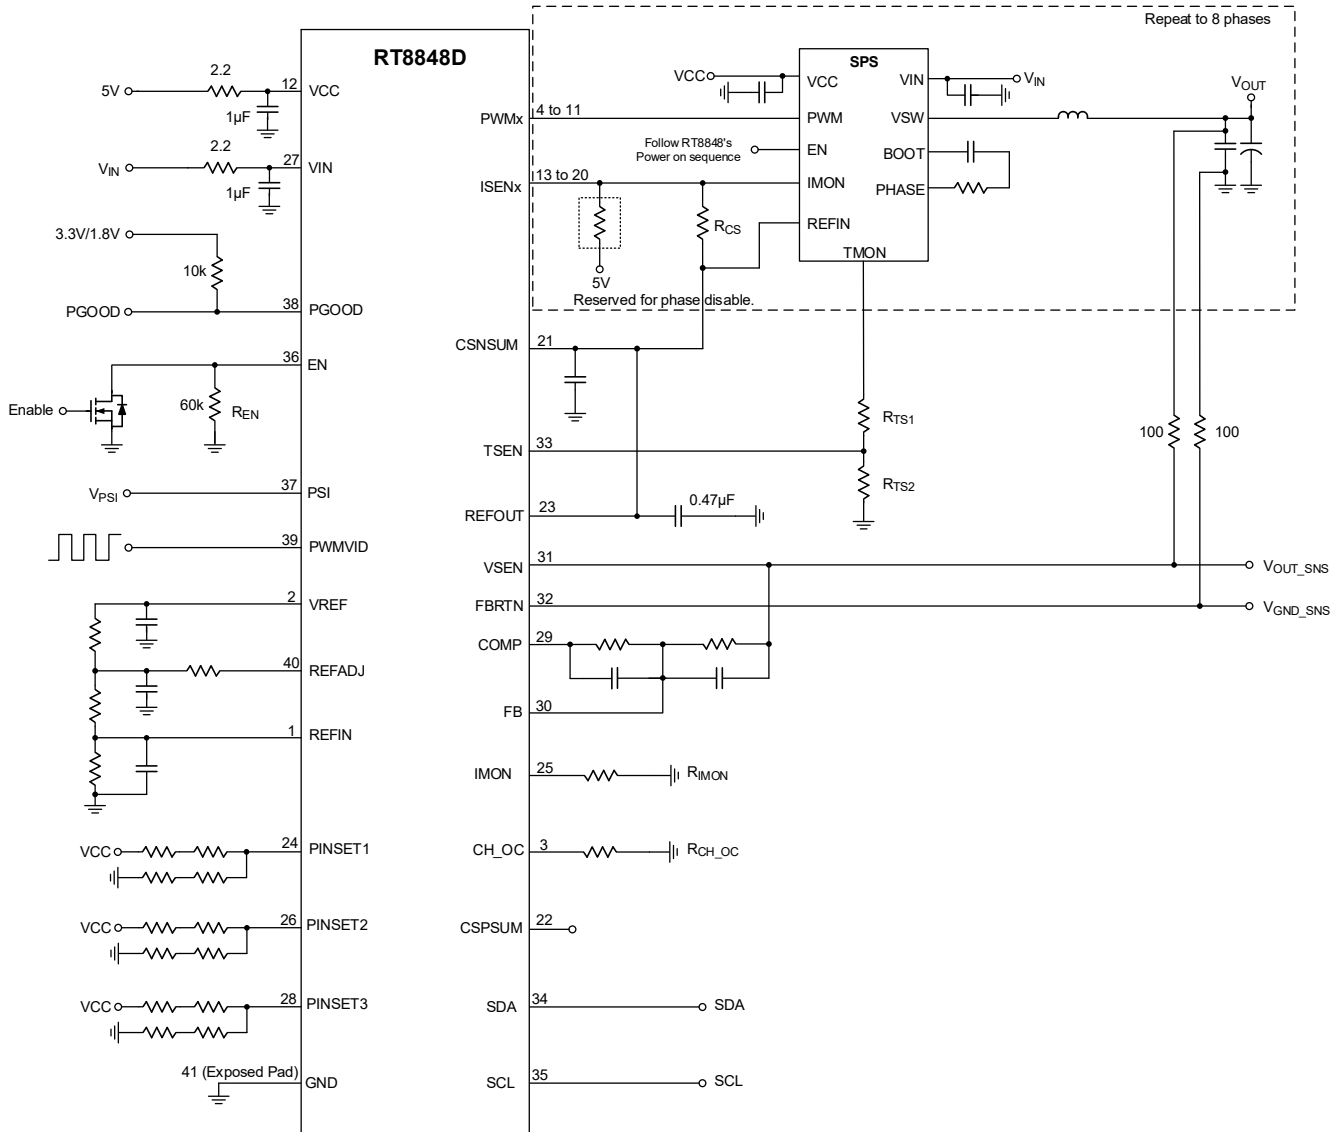 RT8848D
Repeat to 8 phases
5V
2.2
12
VCC
1µF
VIN
2.2
27
VIN
1µF
3.3V/1.8V
10k
PGOOD
38
PGOOD
36
EN
Enable
60k
REN
VPSI
37
PSI
39
PWMVID
2
VREF
40
REFADJ
1
REFIN
VCC
24
PINSET1
VCC
26
PINSET2
VCC
28
PINSET3
41 (Exposed Pad)
GND
PWMx
4 to 11
ISENx
13 to 20
5V
Reserved for phase disable.
RCS
VCC
Follow RT8848's
Power on sequence
SPS
VCC
PWM
EN
IMON
REFIN
TMON
VIN
VSW
BOOT
PHASE
VIN
VOUT
CSNSUM
21
RTS1
TSEN
33
RTS2
100
100
REFOUT
23
0.47µF
VSEN
31
VOUT_SNS
FBRTN
32
VGND_SNS
COMP
29
FB
30
IMON
25
RIMON
CH_OC
3
RCH_OC
CSPSUM
22
SDA
34
SDA
SCL
35
SCL